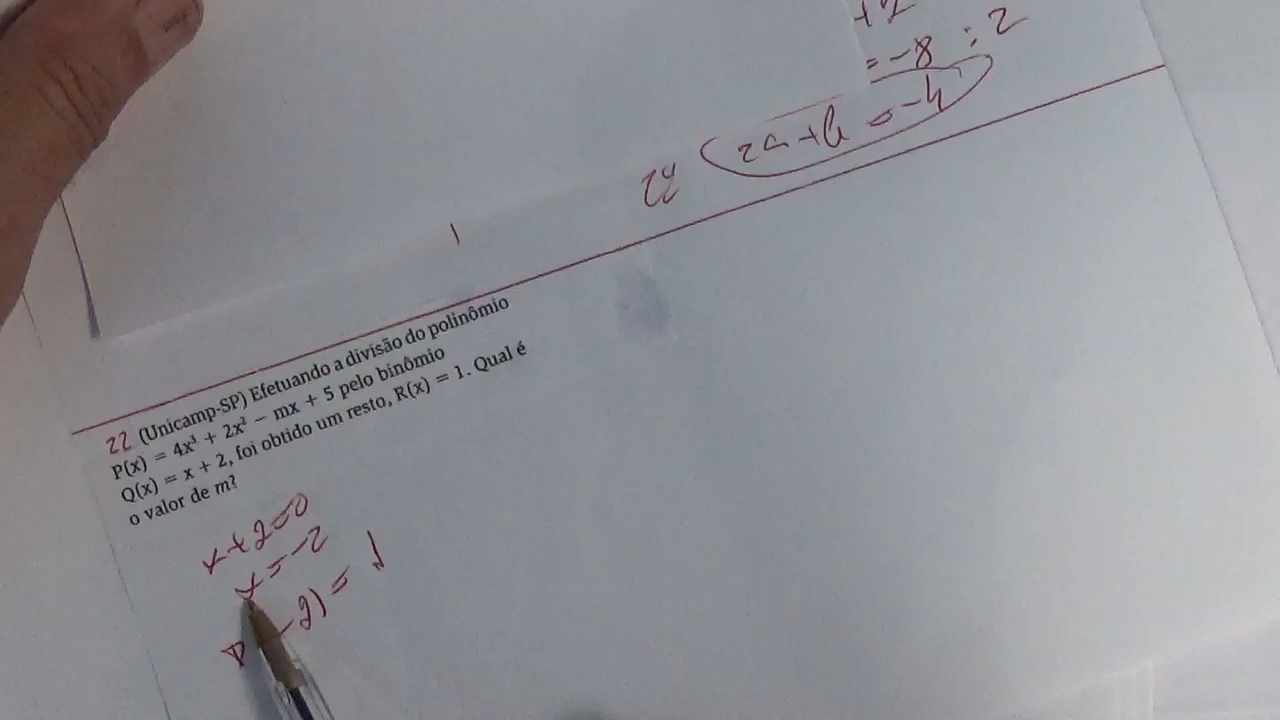 +2
= -8 : 2
2a+b = -4
22 (Unicamp-SP) Efetuando a divisão do polinômio
P(x) = 4x³ + 2x² − mx + 5 pelo binômio
Q(x) = x + 2, foi obtido um resto, R(x) = 1. Qual é
o valor de m?
x+2=0
x=-2
-2)= 1